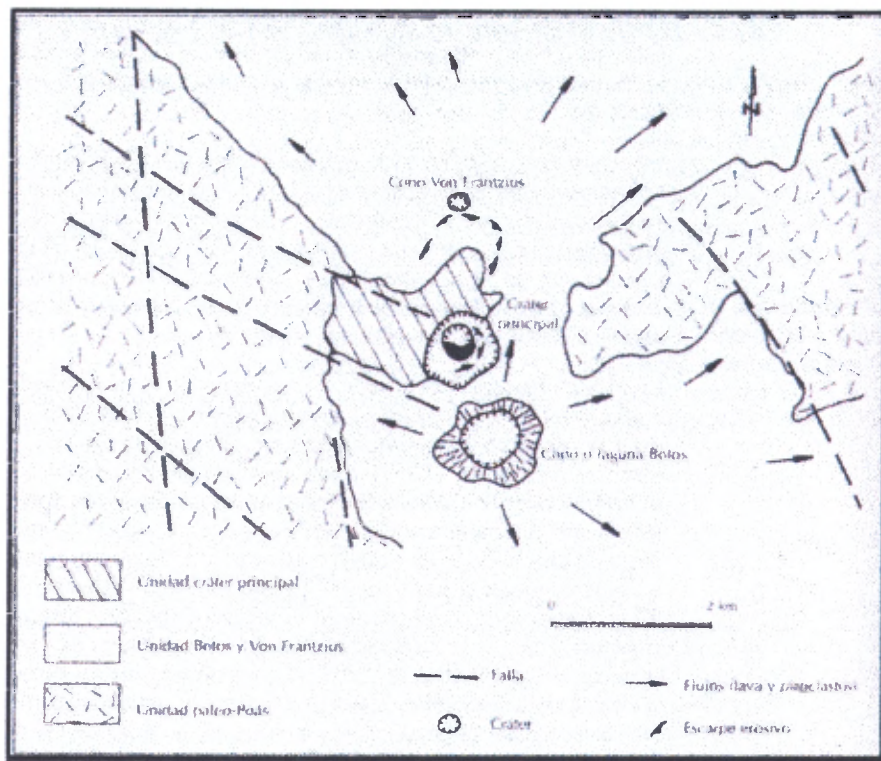 N
Cono Von Frantzius
Cráter
principal
Cono o laguna Botos
Unidad cráter principal
Unidad Botos y Von Frantzius
Unidad paleo-Poás
0
2 km
Falla
Cráter
Flujos (lava y piroclastos)
Escarpe erosivo